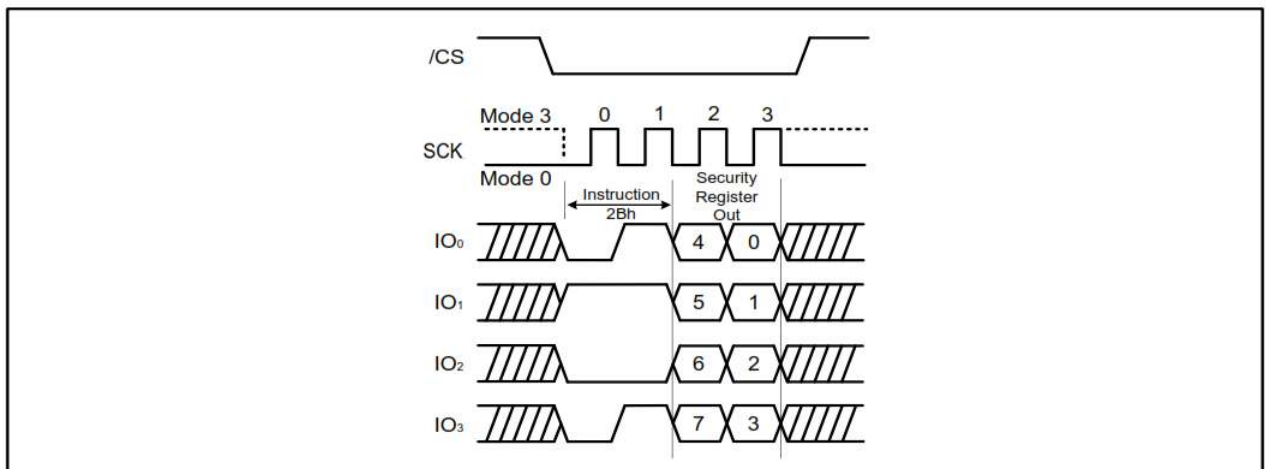 /CS
Mode 3 0 1 2 3
SCK
Mode 0
Instruction
2Bh
Security
Register
Out
IO₀ 4 0
IO₁ 5 1
IO₂ 6 2
IO₃ 7 3